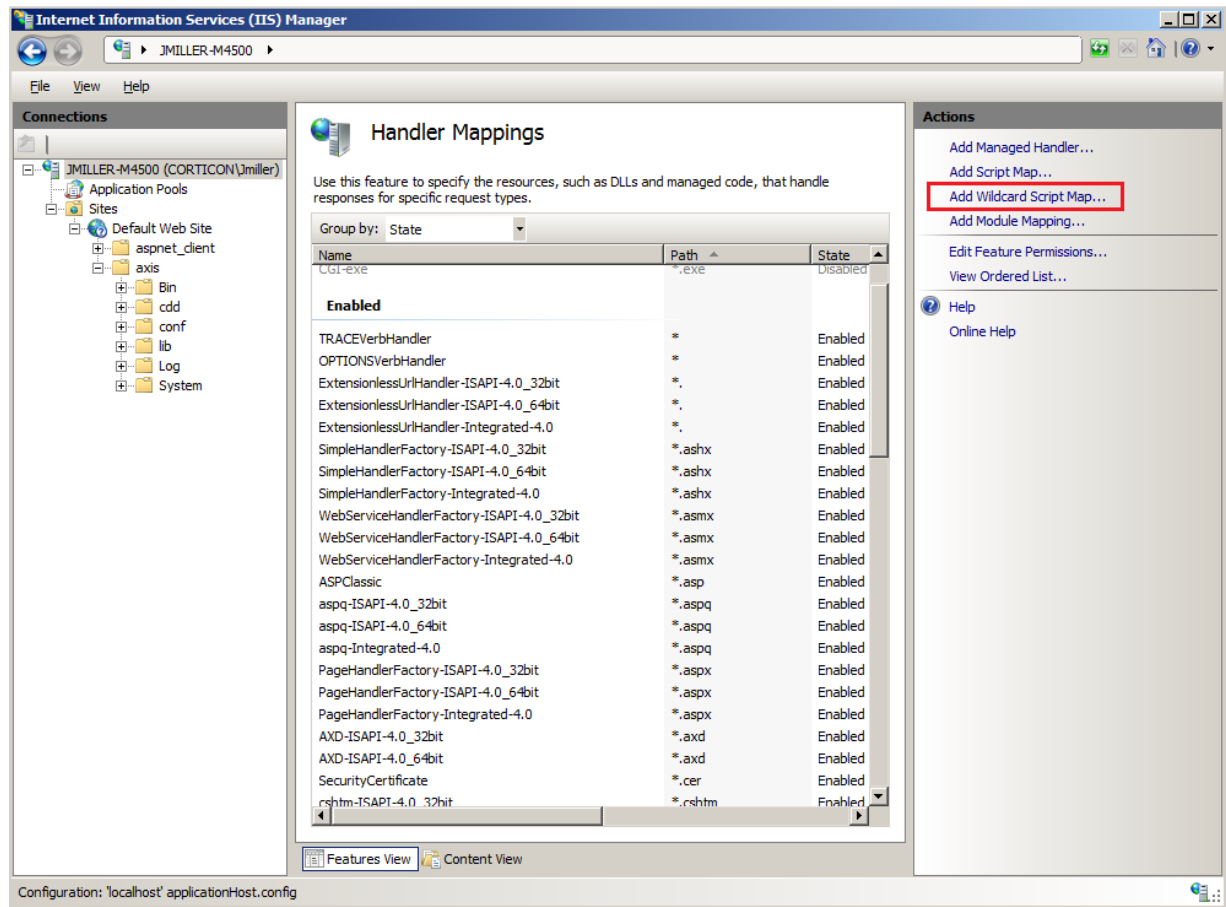 Internet Information Services (IIS) Manager
JMILLER-M4500
File View Help
Connections
JMILLER-M4500 (CORTICON\Jmiller)
Application Pools
Sites
Default Web Site
aspnet_client
axis
Bin
cdd
conf
lib
Log
System
Handler Mappings
Use this feature to specify the resources, such as DLLs and managed code, that handle
responses for specific request types.
Group by: State
Name Path State
CGI-exe *.exe Disabled
Enabled
TRACEVerbHandler * Enabled
OPTIONSVerbHandler * Enabled
ExtensionlessUrlHandler-ISAPI-4.0_32bit *. Enabled
ExtensionlessUrlHandler-ISAPI-4.0_64bit *. Enabled
ExtensionlessUrlHandler-Integrated-4.0 *. Enabled
SimpleHandlerFactory-ISAPI-4.0_32bit *.ashx Enabled
SimpleHandlerFactory-ISAPI-4.0_64bit *.ashx Enabled
SimpleHandlerFactory-Integrated-4.0 *.ashx Enabled
WebServiceHandlerFactory-ISAPI-4.0_32bit *.asmx Enabled
WebServiceHandlerFactory-ISAPI-4.0_64bit *.asmx Enabled
WebServiceHandlerFactory-Integrated-4.0 *.asmx Enabled
ASPClassic *.asp Enabled
aspq-ISAPI-4.0_32bit *.aspq Enabled
aspq-ISAPI-4.0_64bit *.aspq Enabled
aspq-Integrated-4.0 *.aspq Enabled
PageHandlerFactory-ISAPI-4.0_32bit *.aspx Enabled
PageHandlerFactory-ISAPI-4.0_64bit *.aspx Enabled
PageHandlerFactory-Integrated-4.0 *.aspx Enabled
AXD-ISAPI-4.0_32bit *.axd Enabled
AXD-ISAPI-4.0_64bit *.axd Enabled
SecurityCertificate *.cer Enabled
cshtm-ISAPI-4.0_32bit *.cshtm Enabled
Features View Content View
Actions
Add Managed Handler...
Add Script Map...
Add Wildcard Script Map...
Add Module Mapping...
Edit Feature Permissions...
View Ordered List...
Help
Online Help
Configuration: 'localhost' applicationHost.config